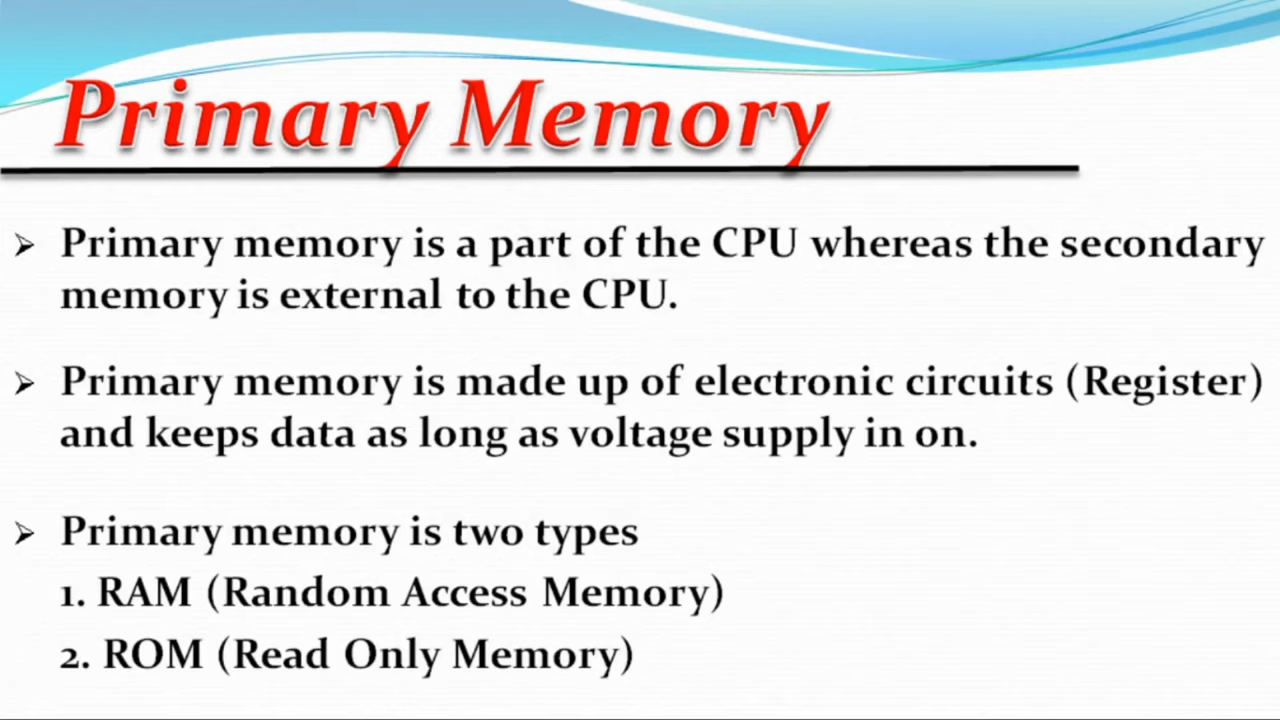 Primary Memory
➢ Primary memory is a part of the CPU whereas the secondary
memory is external to the CPU.
➢ Primary memory is made up of electronic circuits (Register)
and keeps data as long as voltage supply in on.
➢ Primary memory is two types
1. RAM (Random Access Memory)
2. ROM (Read Only Memory)